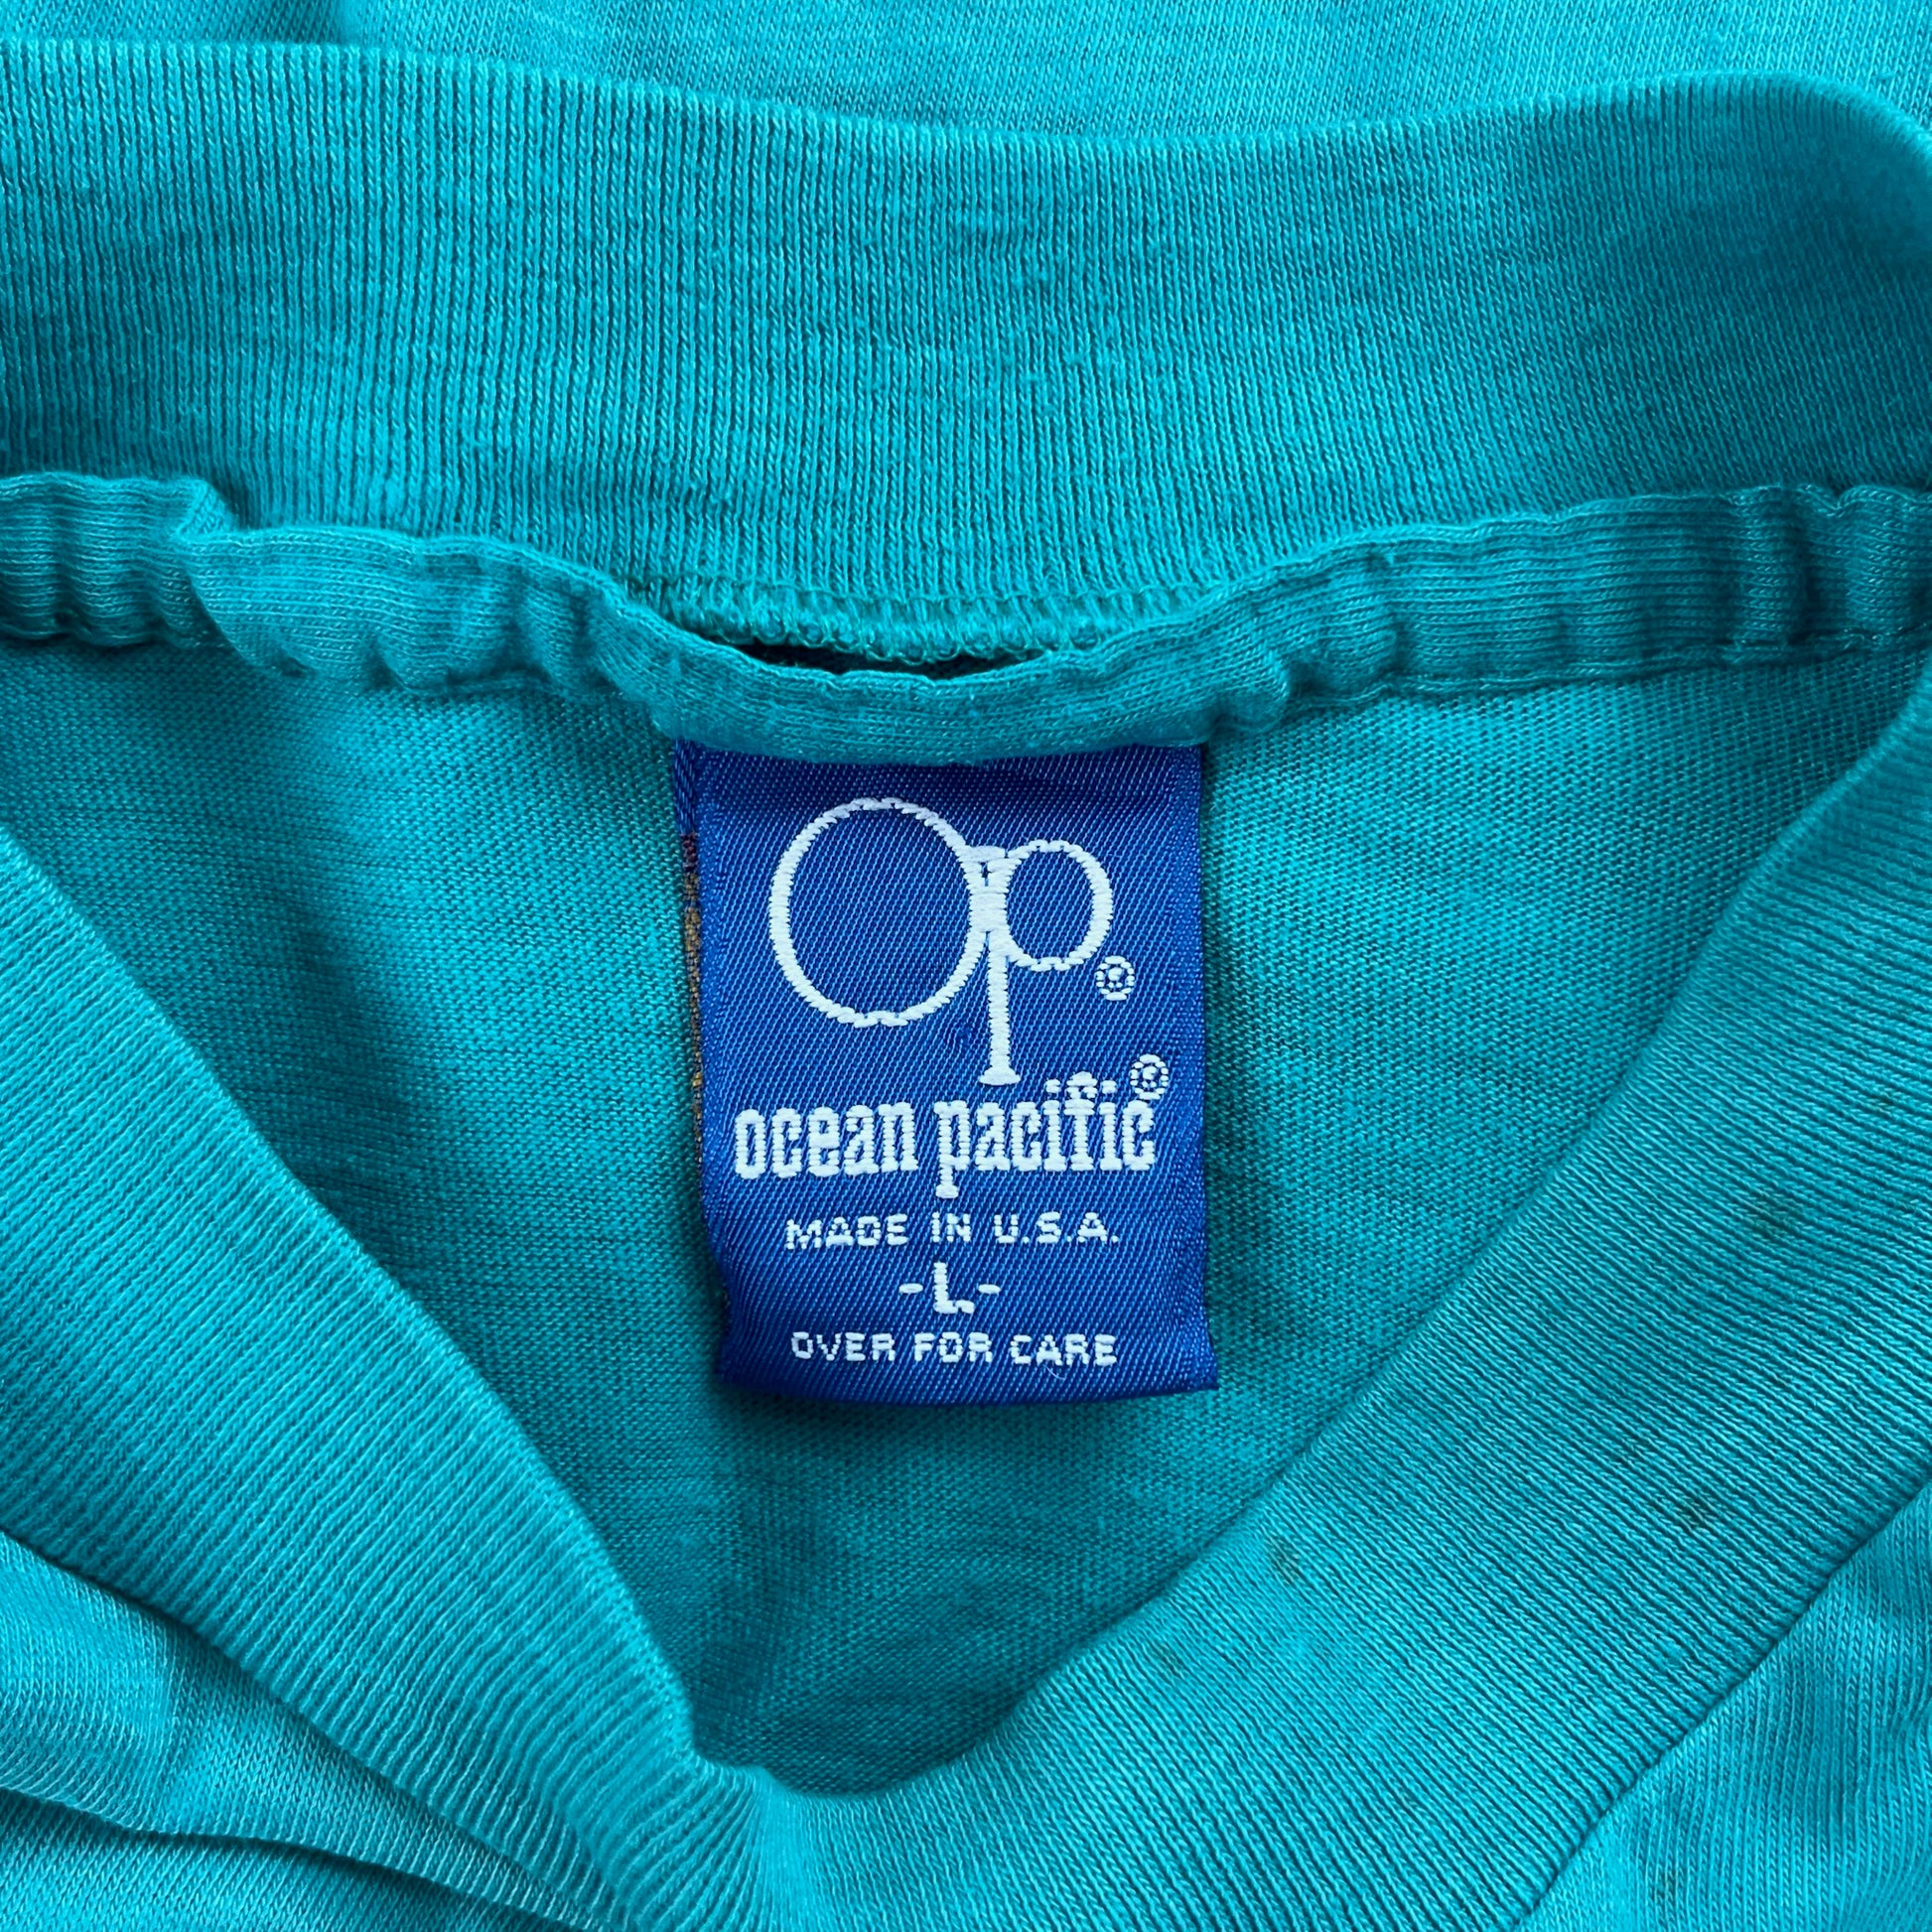 Op®
ocean pacific®
MADE IN U.S.A.
-L-
OVER FOR CARE